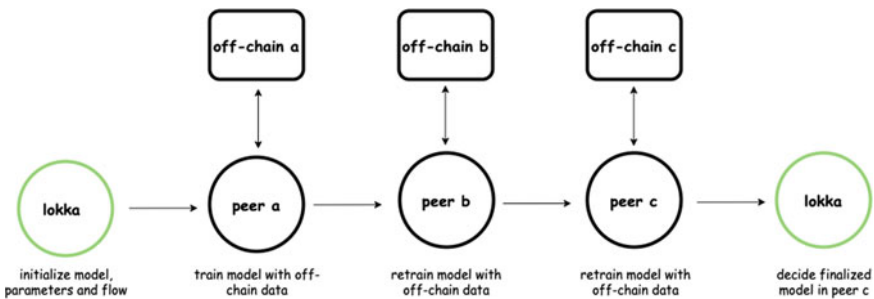 off-chain a
off-chain b
off-chain c
lokka
peer a
peer b
peer c
lokka
initialize model,
parameters and flow
train model with off-
chain data
retrain model with
off-chain data
retrain model with
off-chain data
decide finalized
model in peer c